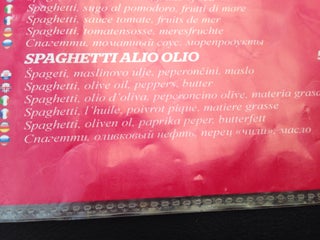 Spaghetti, sugo al pomodoro, frutti di mare
Spaghetti, sauce tomate, fruits de mer
Spaghetti, tomatensosse, meresfruchte
Спагетти, томатный соус, морепродукты
SPAGHETTI ALIO OLIO
Špageti, maslinovo ulje, peperončini, maslo
Spaghetti, olive oil, peppers, butter
Spaghetti, olio d'oliva, peperoncino olive, materia grasa
Spaghetti, l'huile, poivrot pique, matiere grasse
Spaghetti, oliven ol, paprika peper, butterfett
Спагетти, оливковый нефть, перец «чили», масло